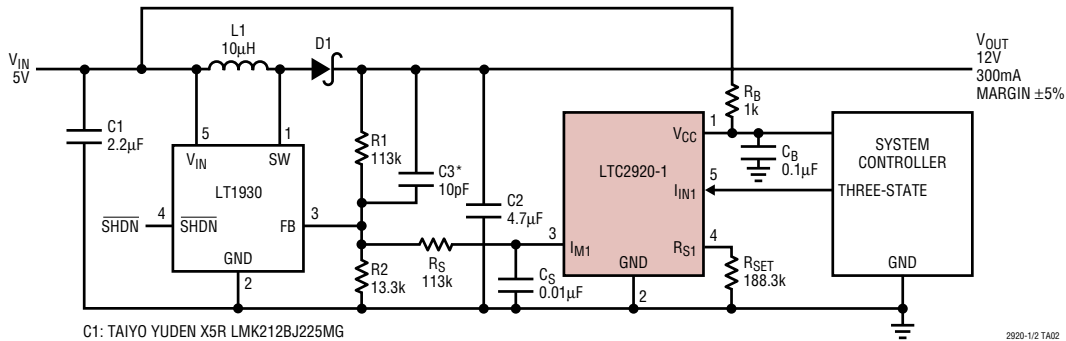 L1
10µH
D1
V_IN
5V
V_OUT
12V
300mA
MARGIN ±5%
C1
2.2µF
5
1
V_IN
SW
LT1930
SHDN
4
SHDN
FB
3
GND
2
R1
113k
C3*
10pF
C2
4.7µF
R_S
113k
R2
13.3k
C_S
0.01µF
R_B
1k
1
V_CC
C_B
0.1µF
LTC2920-1
5
I_IN1
3
I_M1
4
R_S1
GND
2
R_SET
188.3k
SYSTEM
CONTROLLER
THREE-STATE
GND
C1: TAIYO YUDEN X5R LMK212BJ225MG
2920-1/2 TA02